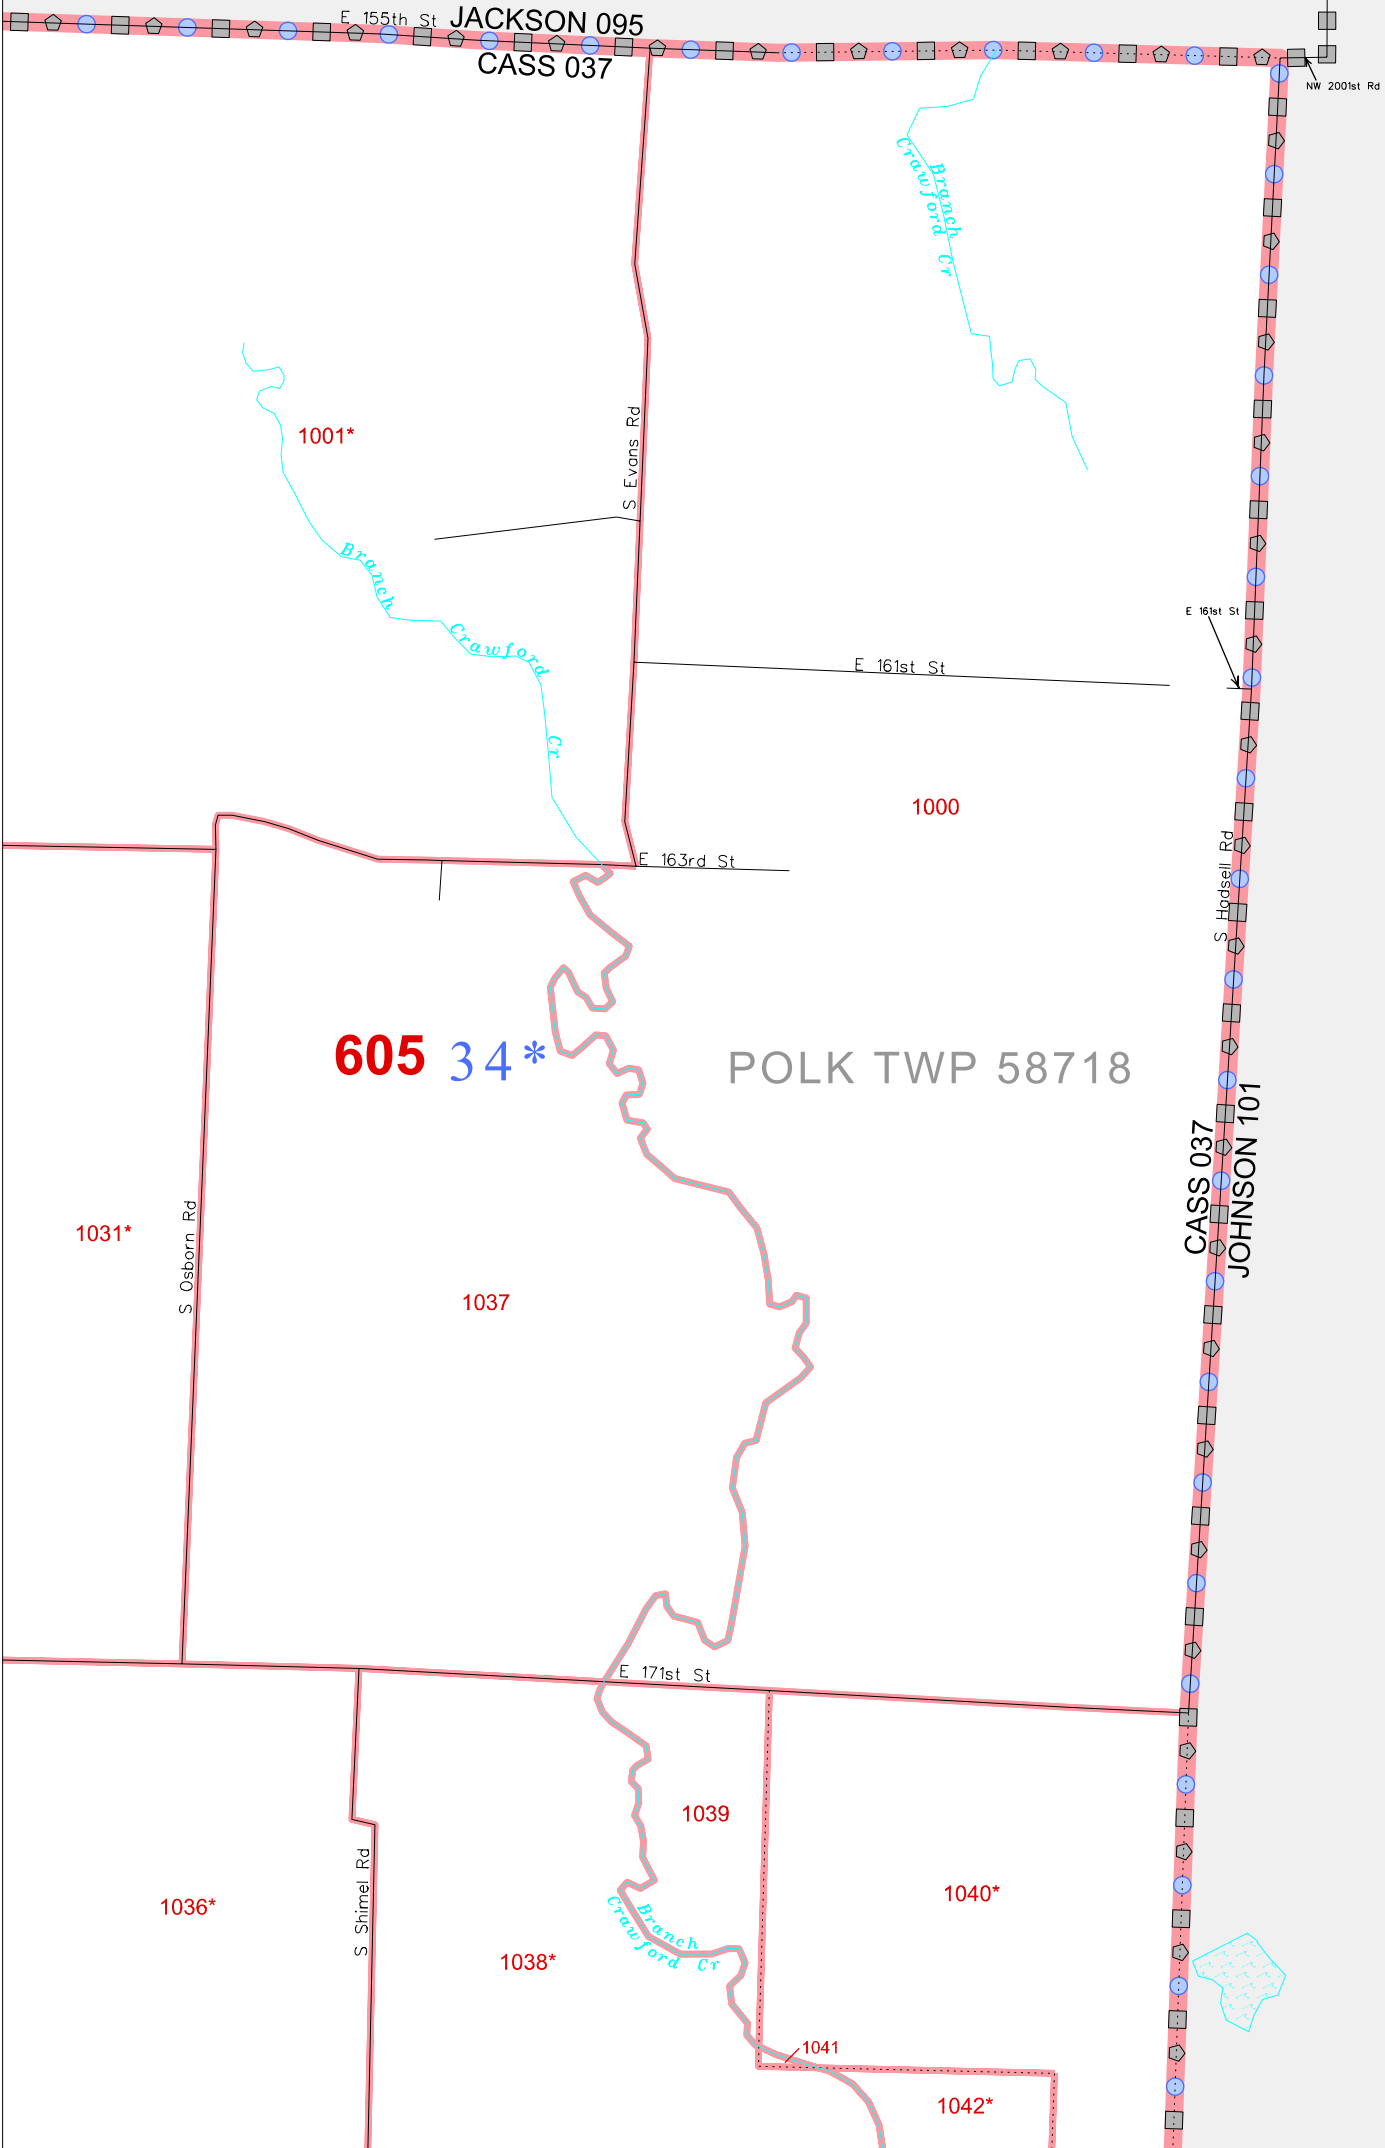 E 155th St
JACKSON 095
CASS 037
NW 2001st Rd
Branch
Crawford Cr
1001*
S Evans Rd
Branch
Crawford
Cr
E 161st St
E 161st St
1000
S Hadsell Rd
E 163rd St
605 34*
POLK TWP 58718
CASS 037
JOHNSON 101
1031*
S Osborn Rd
1037
E 171st St
1039
1036*
S Shimel Rd
1040*
1038*
Branch
Crawford Cr
1041
1042*